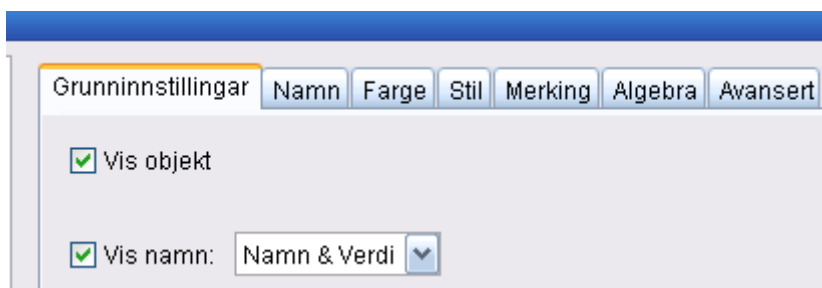 Grunninnstillingar Namn Farge Stil Merking Algebra Avansert
Vis objekt
Vis namn: Namn & Verdi